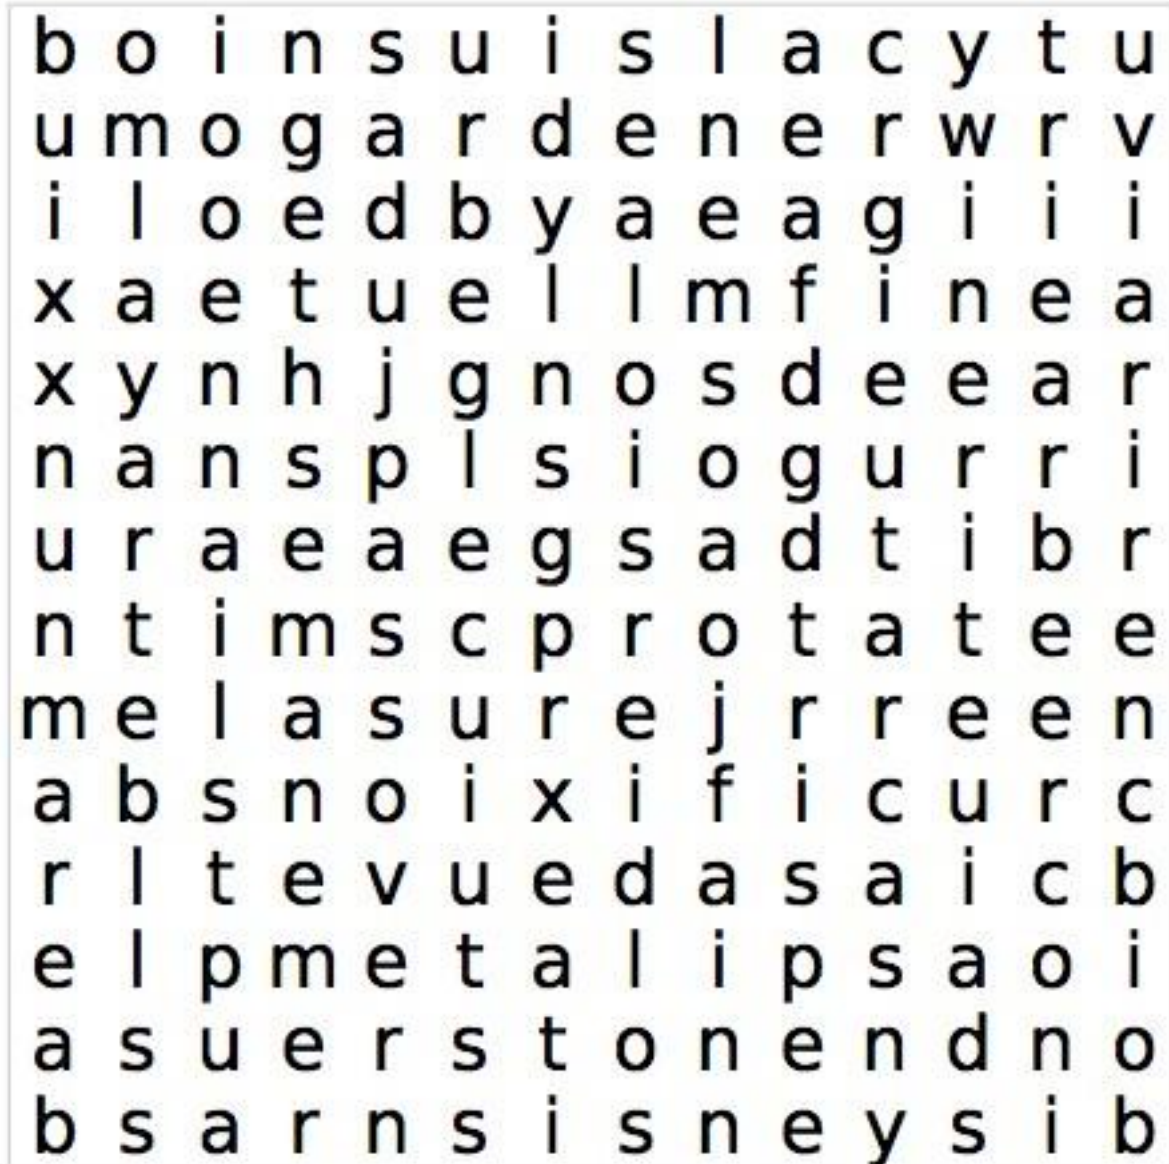 b o i n s u i s l a c y t u
u m o g a r d e n e r w r v
i l o e d b y a e a g i i i
x a e t u e l l m f i n e a
x y n h j g n o s d e e a r
n a n s p l s i o g u r r i
u r a e a e g s a d t i b r
n t i m s c p r o t a t e e
m e l a s u r e j r r e e n
a b s n o i x i f i c u r c
r l t e v u e d a s a i c b
e l p m e t a l i p s a o i
a s u e r s t o n e n d n o
b s a r n s i s n e y s i b